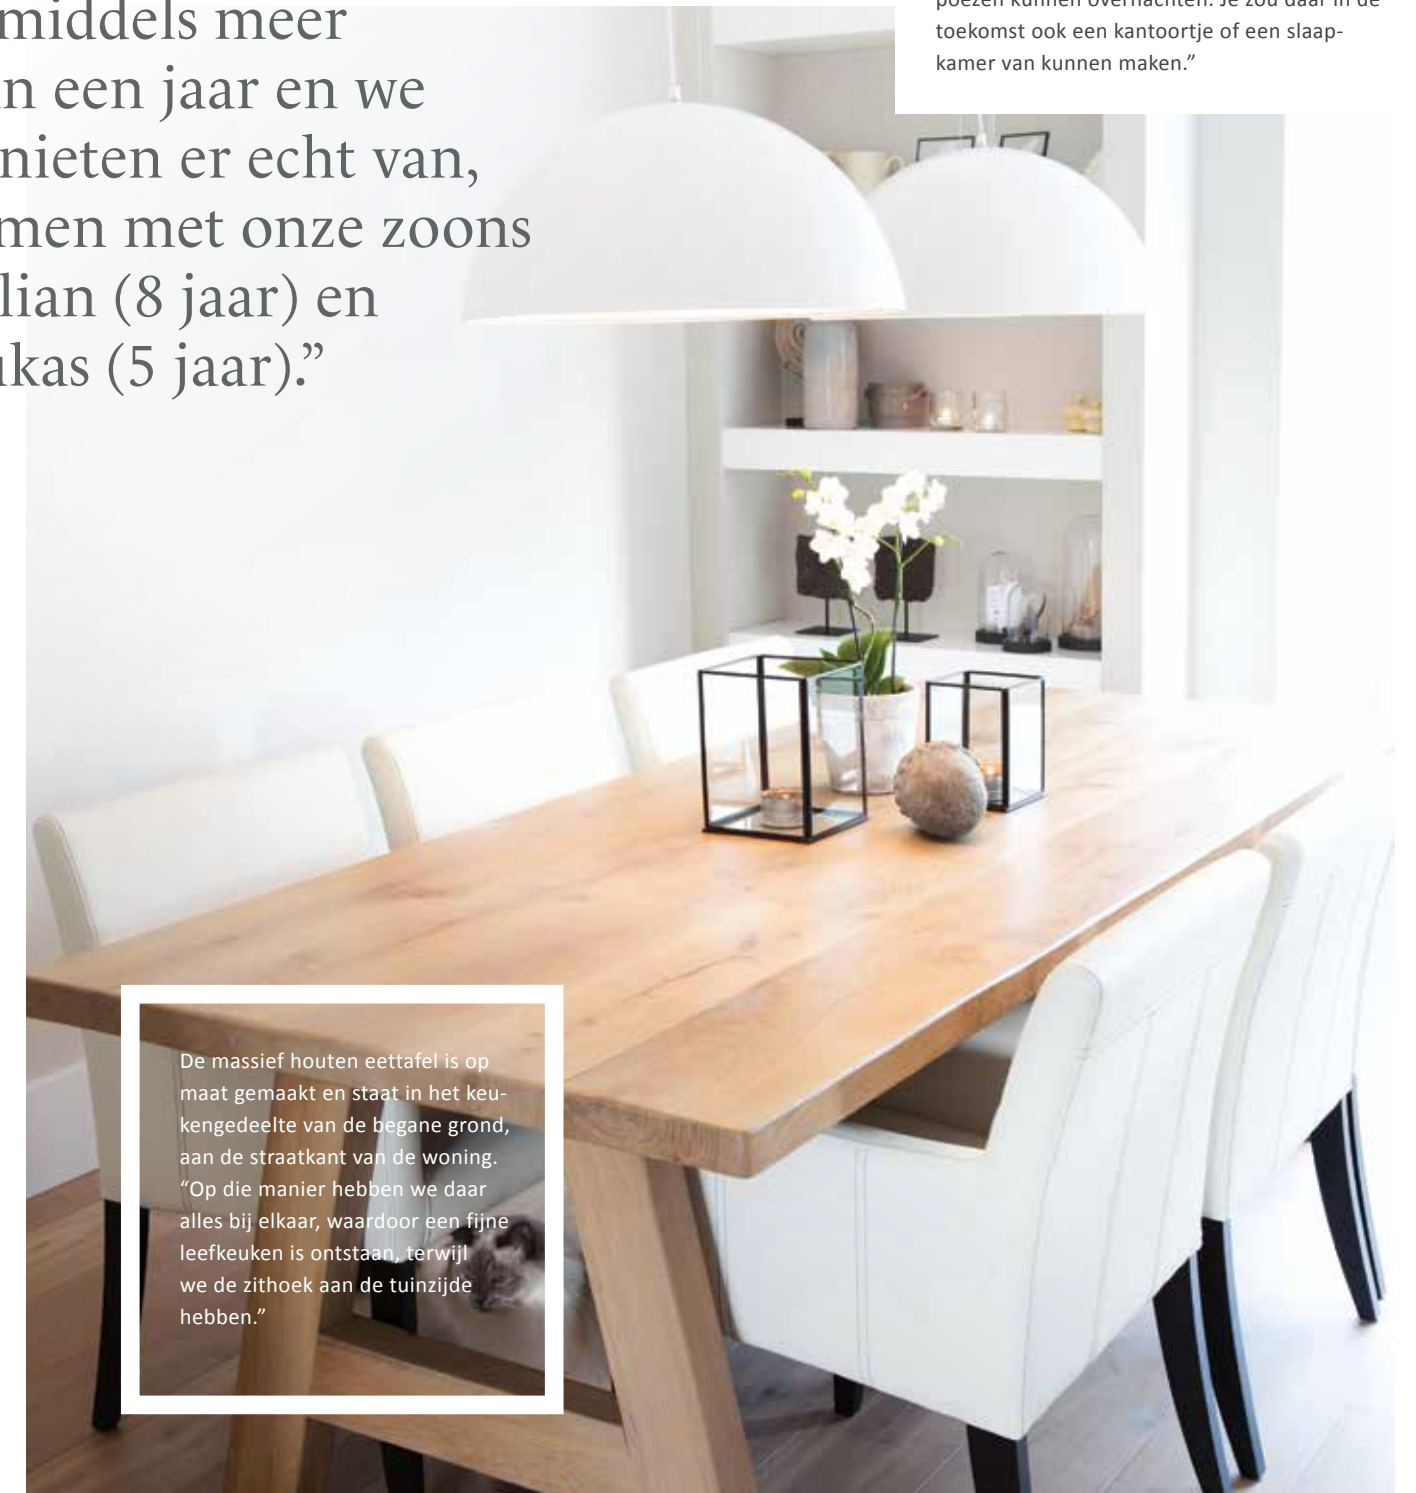 middels meer
n een jaar en we
nieten er echt van,
men met onze zoons
lian (8 jaar) en
kas (5 jaar).”
poezen kunnen overnachten. Je zou daar in de
toekomst ook een kantoortje of een slaap-
kamer van kunnen maken.”
De massief houten eettafel is op
maat gemaakt en staat in het keu-
kengedeelte van de begane grond,
aan de straatkant van de woning.
“Op die manier hebben we daar
alles bij elkaar, waardoor een fijne
leefkeuken is ontstaan, terwijl
we de zithoek aan de tuinzijde
hebben.”